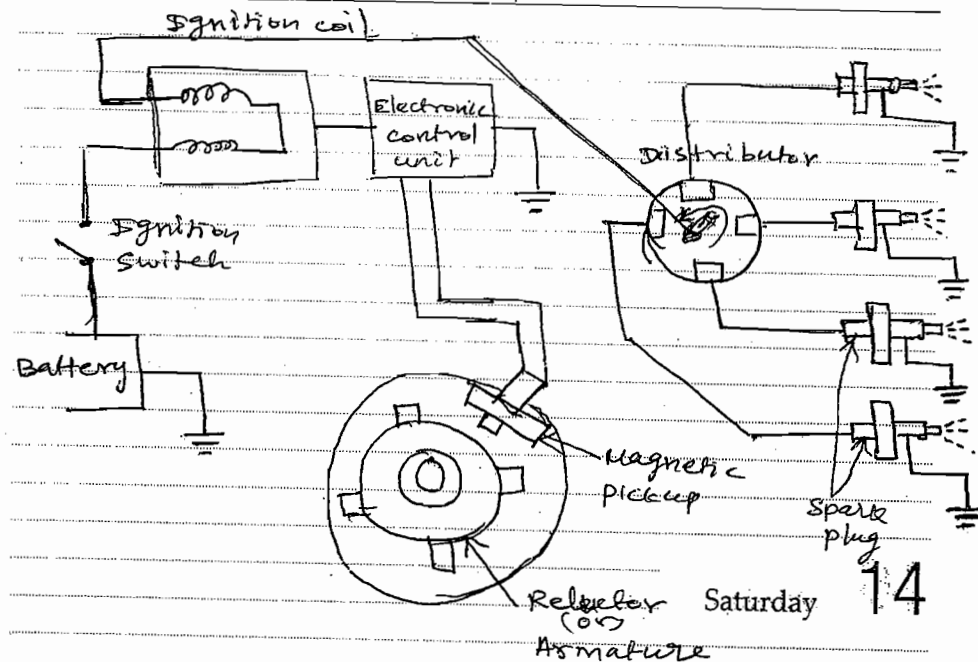 Ignition coil
Electronic
control
unit
Distributor
Ignition
Switch
Battery
Magnetic
pickup
Spark
plug
Reluctor
(or)
Armature
Saturday 14